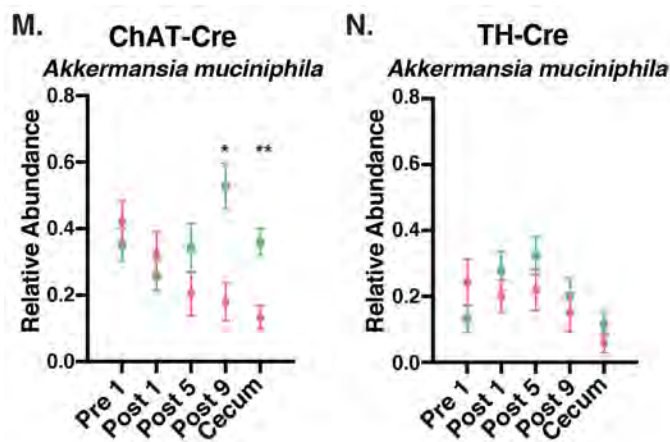 M.
ChAT-Cre
Akkermansia muciniphila
Relative Abundance
0.8
0.6
0.4
0.2
0.0
*
**
Pre 1
Post 1
Post 5
Post 9
Cecum
N.
TH-Cre
Akkermansia muciniphila
Relative Abundance
0.8
0.6
0.4
0.2
0.0
Pre 1
Post 1
Post 5
Post 9
Cecum